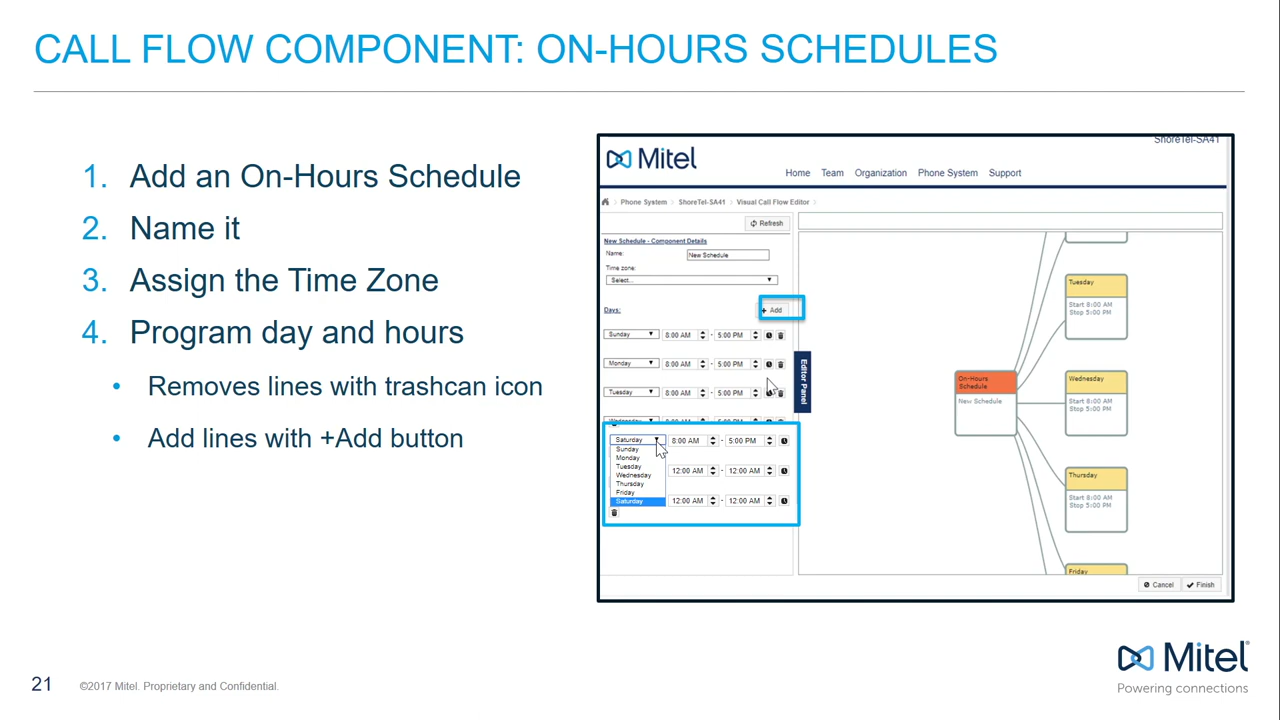 CALL FLOW COMPONENT: ON-HOURS SCHEDULES
1. Add an On-Hours Schedule
2. Name it
3. Assign the Time Zone
4. Program day and hours
• Removes lines with trashcan icon
• Add lines with +Add button
ShoreTel-SA41
Mitel
Home Team Organization Phone System Support
Phone System > ShoreTel-SA41 > Visual Call Flow Editor >
Refresh
New Schedule - Component Details
Name: New Schedule
Time zone:
Select...
Days: + Add
Sunday 8:00 AM - 5:00 PM
Monday 8:00 AM - 5:00 PM
Tuesday 8:00 AM - 5:00 PM
Saturday 8:00 AM - 5:00 PM
Sunday
Monday
Tuesday
Wednesday
Thursday
Friday
Saturday
12:00 AM - 12:00 AM
12:00 AM - 12:00 AM
Editor Panel
On-Hours
Schedule
New Schedule
Tuesday
Start 8:00 AM
Stop 5:00 PM
Wednesday
Start 8:00 AM
Stop 5:00 PM
Thursday
Start 8:00 AM
Stop 5:00 PM
Friday
Cancel Finish
21 ©2017 Mitel. Proprietary and Confidential.
Mitel®
Powering connections